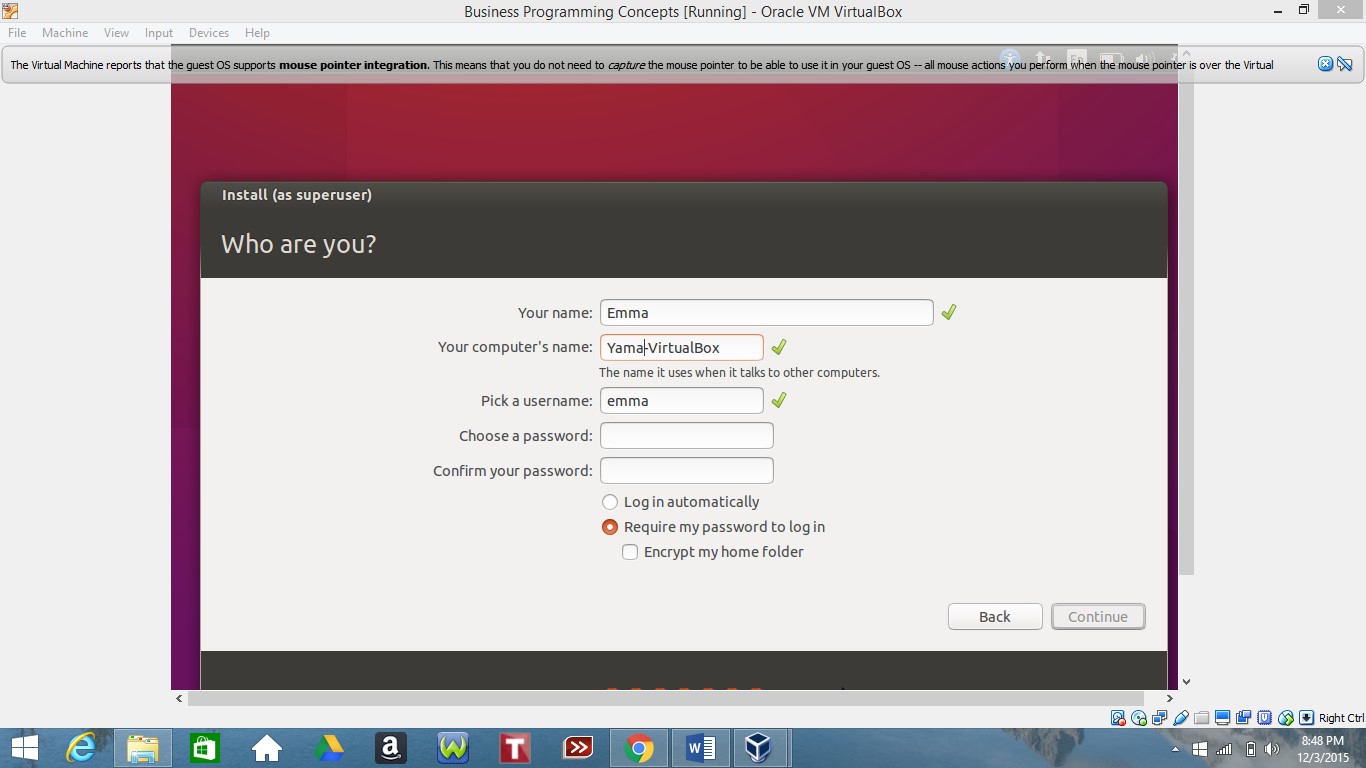 Business Programming Concepts [Running] - Oracle VM VirtualBox
File Machine View Input Devices Help
The Virtual Machine reports that the guest OS supports mouse pointer integration. This means that you do not need to capture the mouse pointer to be able to use it in your guest OS -- all mouse actions you perform when the mouse pointer is over the Virtual
Install (as superuser)
Who are you?
Your name: Emma
Your computer's name: Yama-VirtualBox
The name it uses when it talks to other computers.
Pick a username: emma
Choose a password:
Confirm your password:
Log in automatically
Require my password to log in
Encrypt my home folder
Back Continue
Right Ctrl
8:48 PM
12/3/2015